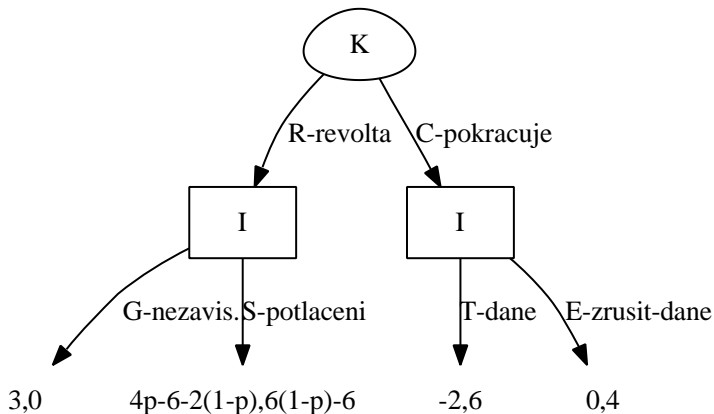 K
R-revolta C-pokracuje
I I
G-nezavis. S-potlaceni T-dane E-zrusit-dane
3,0 4p-6-2(1-p),6(1-p)-6 -2,6 0,4